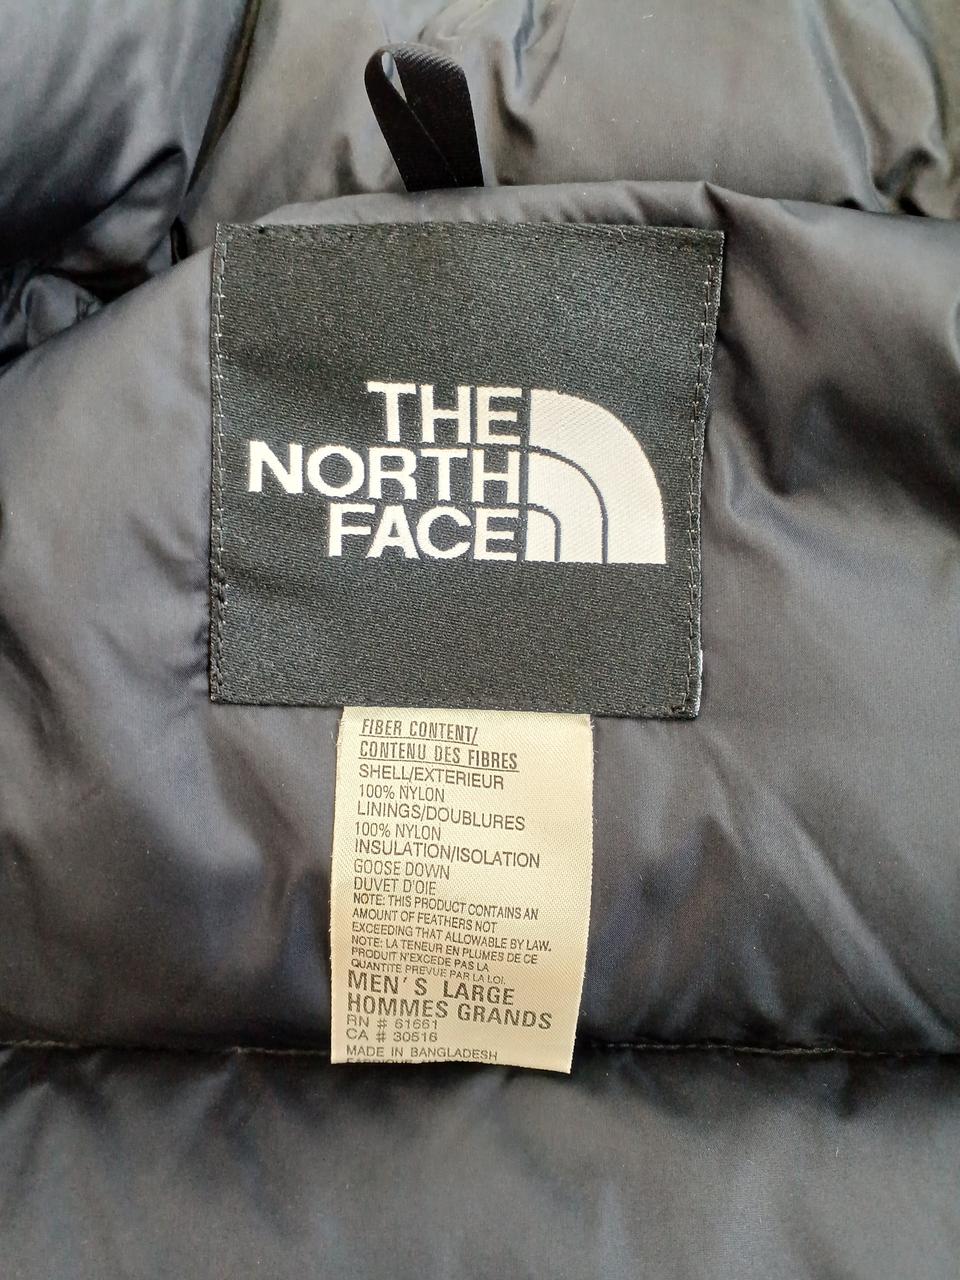 THE
NORTH
FACE
FIBER CONTENT/
CONTENU DES FIBRES
SHELL/EXTERIEUR
100% NYLON
LININGS/DOUBLURES
100% NYLON
INSULATION/ISOLATION
GOOSE DOWN
DUVET D'OIE
NOTE: THIS PRODUCT CONTAINS AN
AMOUNT OF FEATHERS NOT
EXCEEDING THAT ALLOWABLE BY LAW.
NOTE: LA TENEUR EN PLUMES DE CE
PRODUIT N'EXCEDE PAS LA
QUANTITE PREVUE PAR LA LOI.
MEN'S LARGE
HOMMES GRANDS
RN # 61661
CA # 30516
MADE IN BANGLADESH